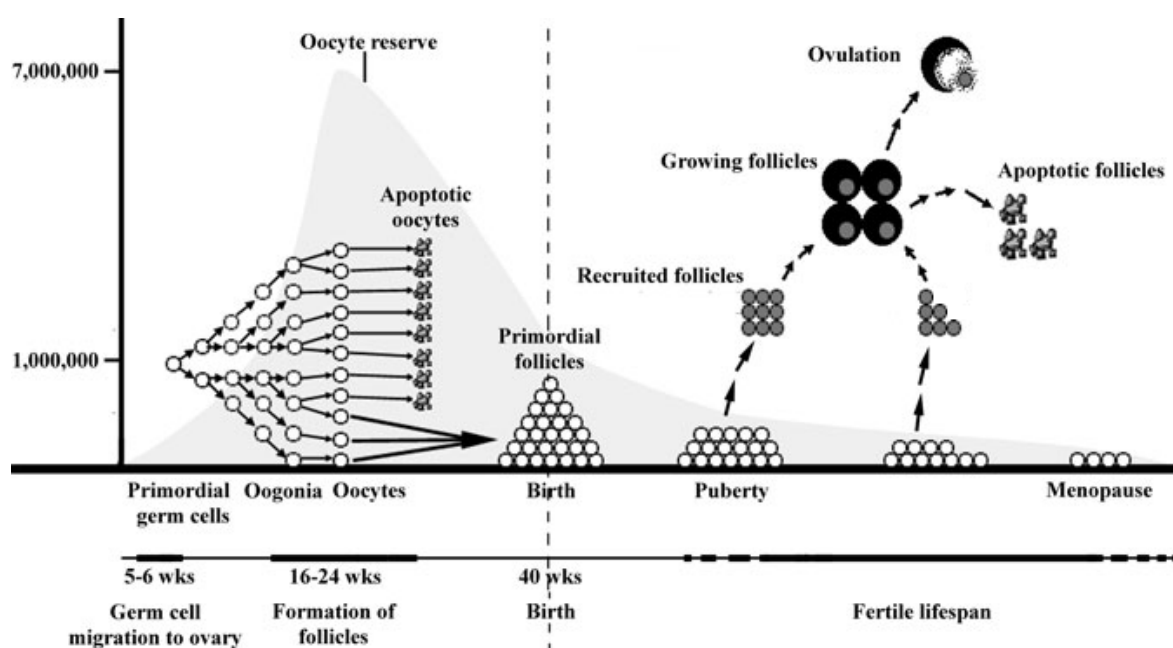 Oocyte reserve
7,000,000
Ovulation
Growing follicles
Apoptotic follicles
Apoptotic
oocytes
Recruited follicles
Primordial
follicles
1,000,000
Primordial
germ cells
Oogonia
Oocytes
Birth
Puberty
Menopause
5-6 wks
16-24 wks
40 wks
Germ cell
migration to ovary
Formation of
follicles
Birth
Fertile lifespan